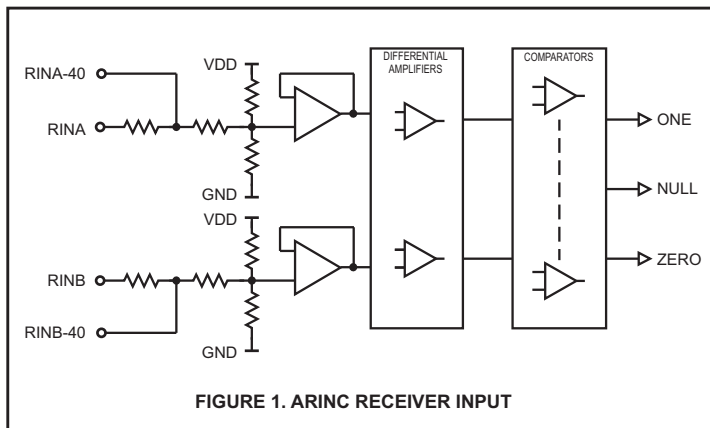 DIFFERENTIAL
AMPLIFIERS
COMPARATORS
VDD
RINA-40
RINA
GND
VDD
RINB
RINB-40
GND
ONE
NULL
ZERO
FIGURE 1. ARINC RECEIVER INPUT